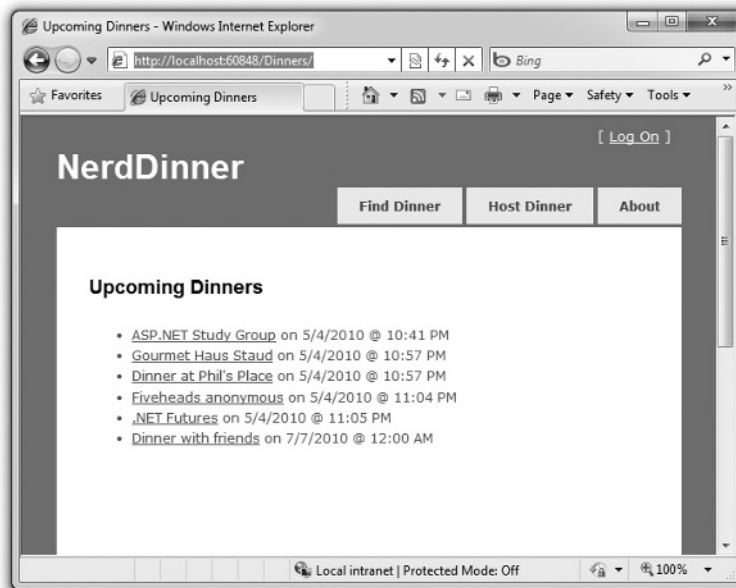 Upcoming Dinners - Windows Internet Explorer
http://localhost:60848/Dinners/
Bing
Favorites
Upcoming Dinners
Page
Safety
Tools
[ Log On ]
NerdDinner
Find Dinner
Host Dinner
About
Upcoming Dinners
• ASP.NET Study Group on 5/4/2010 @ 10:41 PM
• Gourmet Haus Staud on 5/4/2010 @ 10:57 PM
• Dinner at Phil's Place on 5/4/2010 @ 10:57 PM
• Fiveheads anonymous on 5/4/2010 @ 11:04 PM
• .NET Futures on 5/4/2010 @ 11:05 PM
• Dinner with friends on 7/7/2010 @ 12:00 AM
Local intranet | Protected Mode: Off
100%